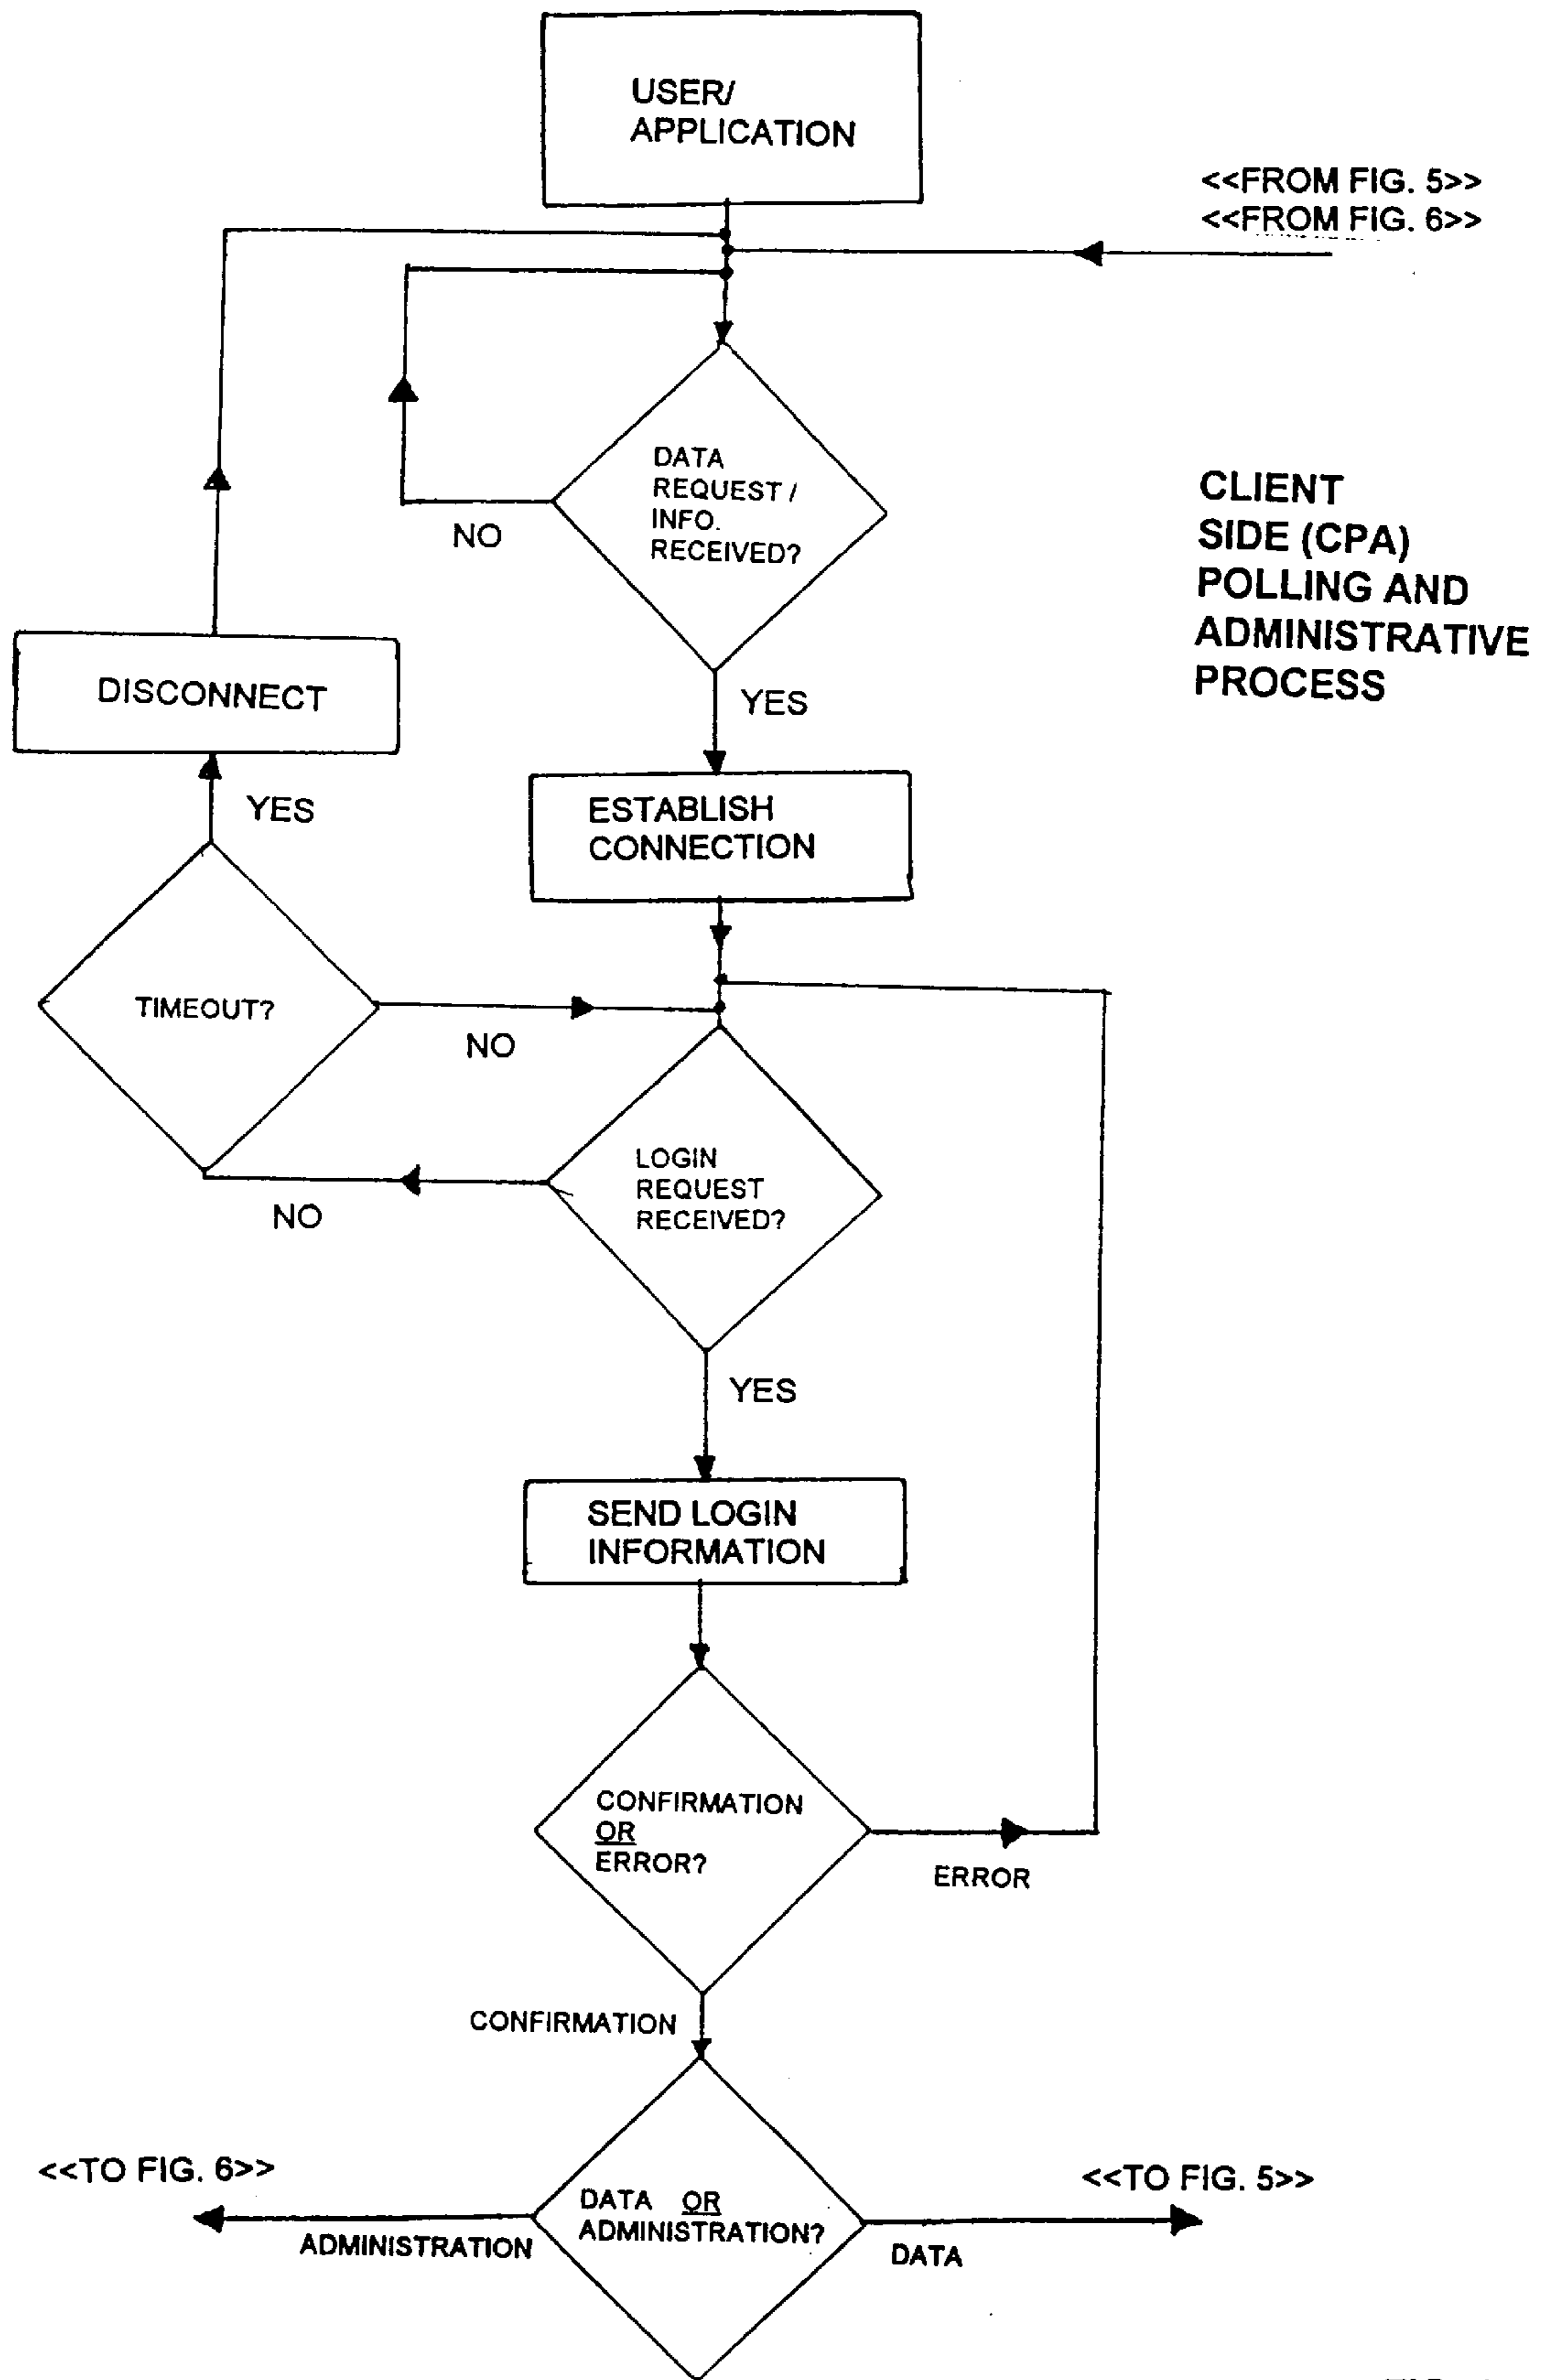 USER/
APPLICATION
<<FROM FIG. 5>>
<<FROM FIG. 6>>
DATA
REQUEST /
INFO.
RECEIVED?
NO
CLIENT
SIDE (CPA)
POLLING AND
ADMINISTRATIVE
PROCESS
DISCONNECT
YES
YES
ESTABLISH
CONNECTION
TIMEOUT?
NO
LOGIN
REQUEST
RECEIVED?
NO
YES
SEND LOGIN
INFORMATION
CONFIRMATION
OR
ERROR?
ERROR
CONFIRMATION
<<TO FIG. 6>>
<<TO FIG. 5>>
DATA OR
ADMINISTRATION?
ADMINISTRATION
DATA